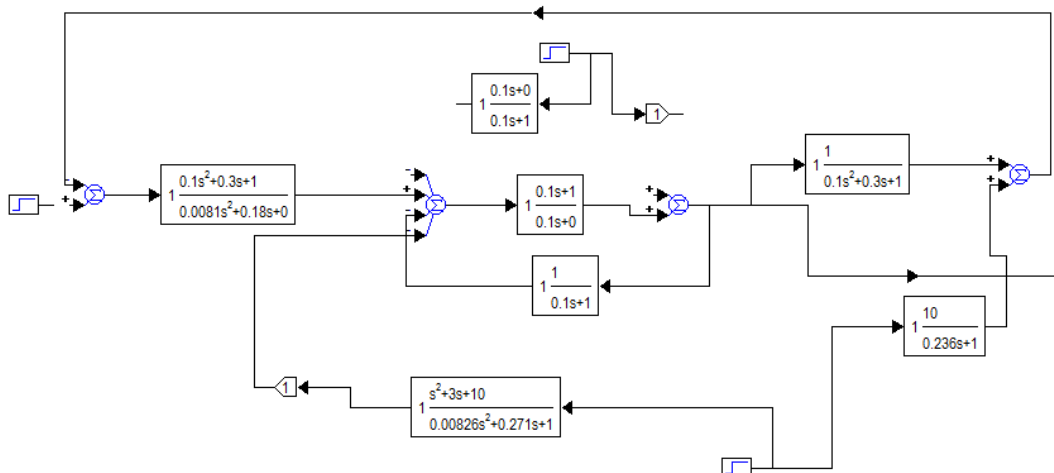 1 0.1s+0
0.1s+1
1
0.1s²+0.3s+1
1
0.0081s²+0.18s+0
0.1s+1
1
0.1s+0
1
1
0.1s²+0.3s+1
- + Σ
- + - - Σ
+ + Σ
+ + Σ
1
1
0.1s+1
10
1
0.236s+1
1
s²+3s+10
1
0.00826s²+0.271s+1